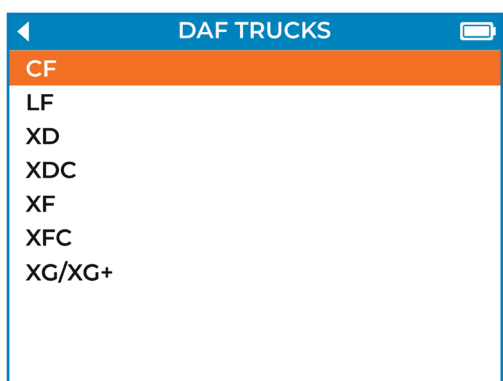 DAF TRUCKS
CF
LF
XD
XDC
XF
XFC
XG/XG+